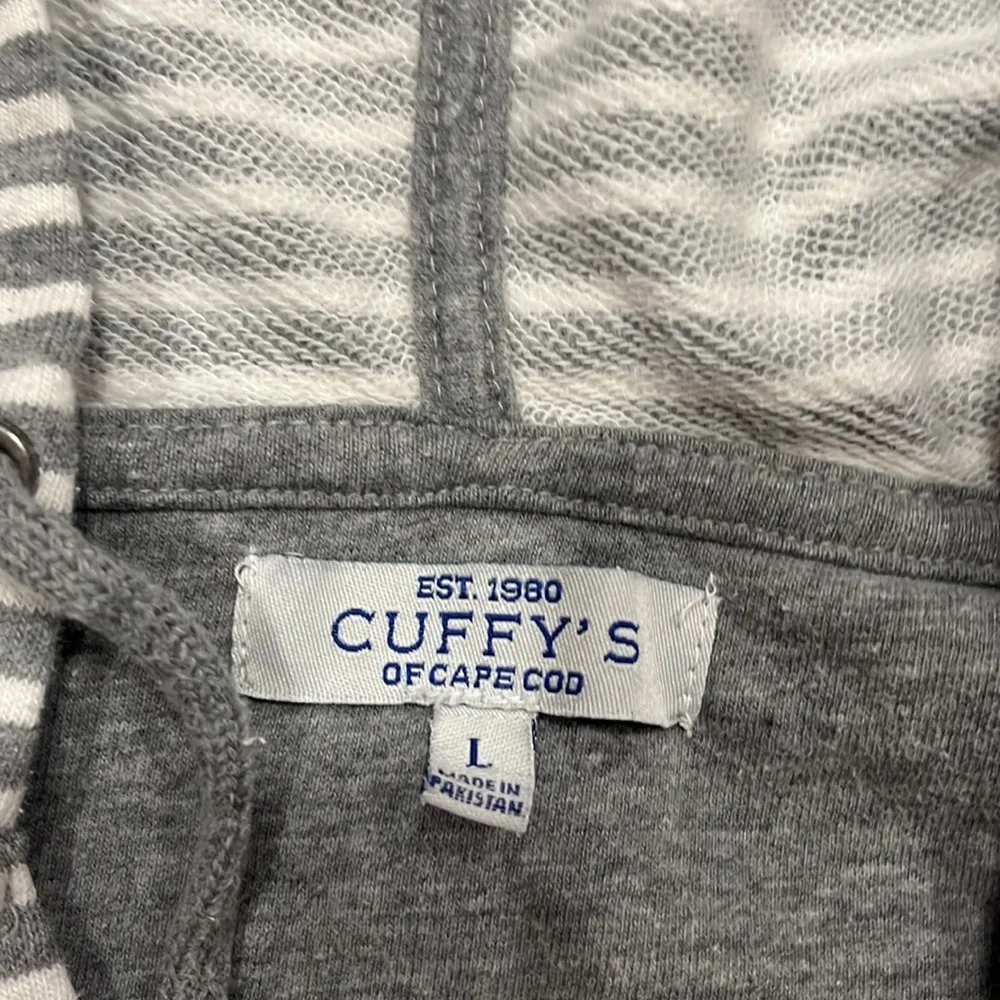 EST. 1980
CUFFY'S
OF CAPE COD
L
MADE IN
PAKISTAN